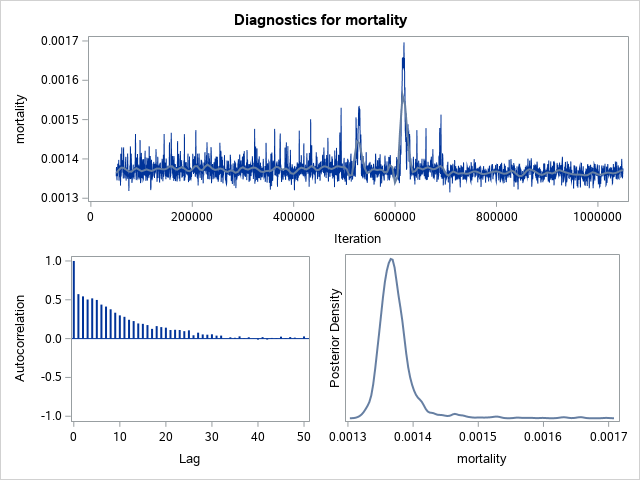 Diagnostics for mortality
0.0017
0.0016
0.0015
0.0014
0.0013
mortality
0 200000 400000 600000 800000 1000000
Iteration
1.0
0.5
0.0
-0.5
-1.0
Autocorrelation
0 10 20 30 40 50
Lag
Posterior Density
0.0013 0.0014 0.0015 0.0016 0.0017
mortality